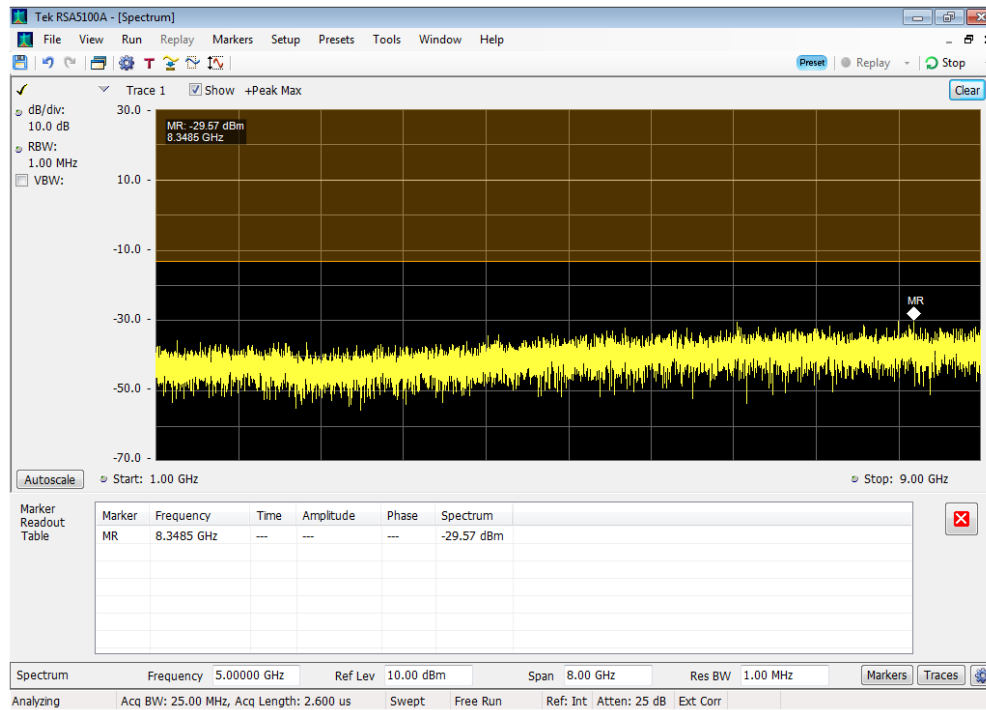 Tek RSA5100A - [Spectrum]
File View Run Replay Markers Setup Presets Tools Window Help
T Preset Replay Stop
Trace 1 Show +Peak Max Clear
dB/div:
10.0 dB
RBW:
1.00 MHz
VBW:
30.0
10.0
-10.0
-30.0
-50.0
-70.0
MR: -29.57 dBm
8.3485 GHz
MR
Autoscale Start: 1.00 GHz Stop: 9.00 GHz
Marker
Readout
Table
Marker Frequency Time Amplitude Phase Spectrum
MR 8.3485 GHz --- --- --- -29.57 dBm
Spectrum Frequency 5.00000 GHz Ref Lev 10.00 dBm Span 8.00 GHz Res BW 1.00 MHz Markers Traces
Analyzing Acq BW: 25.00 MHz, Acq Length: 2.600 us Swept Free Run Ref: Int Atten: 25 dB Ext Corr